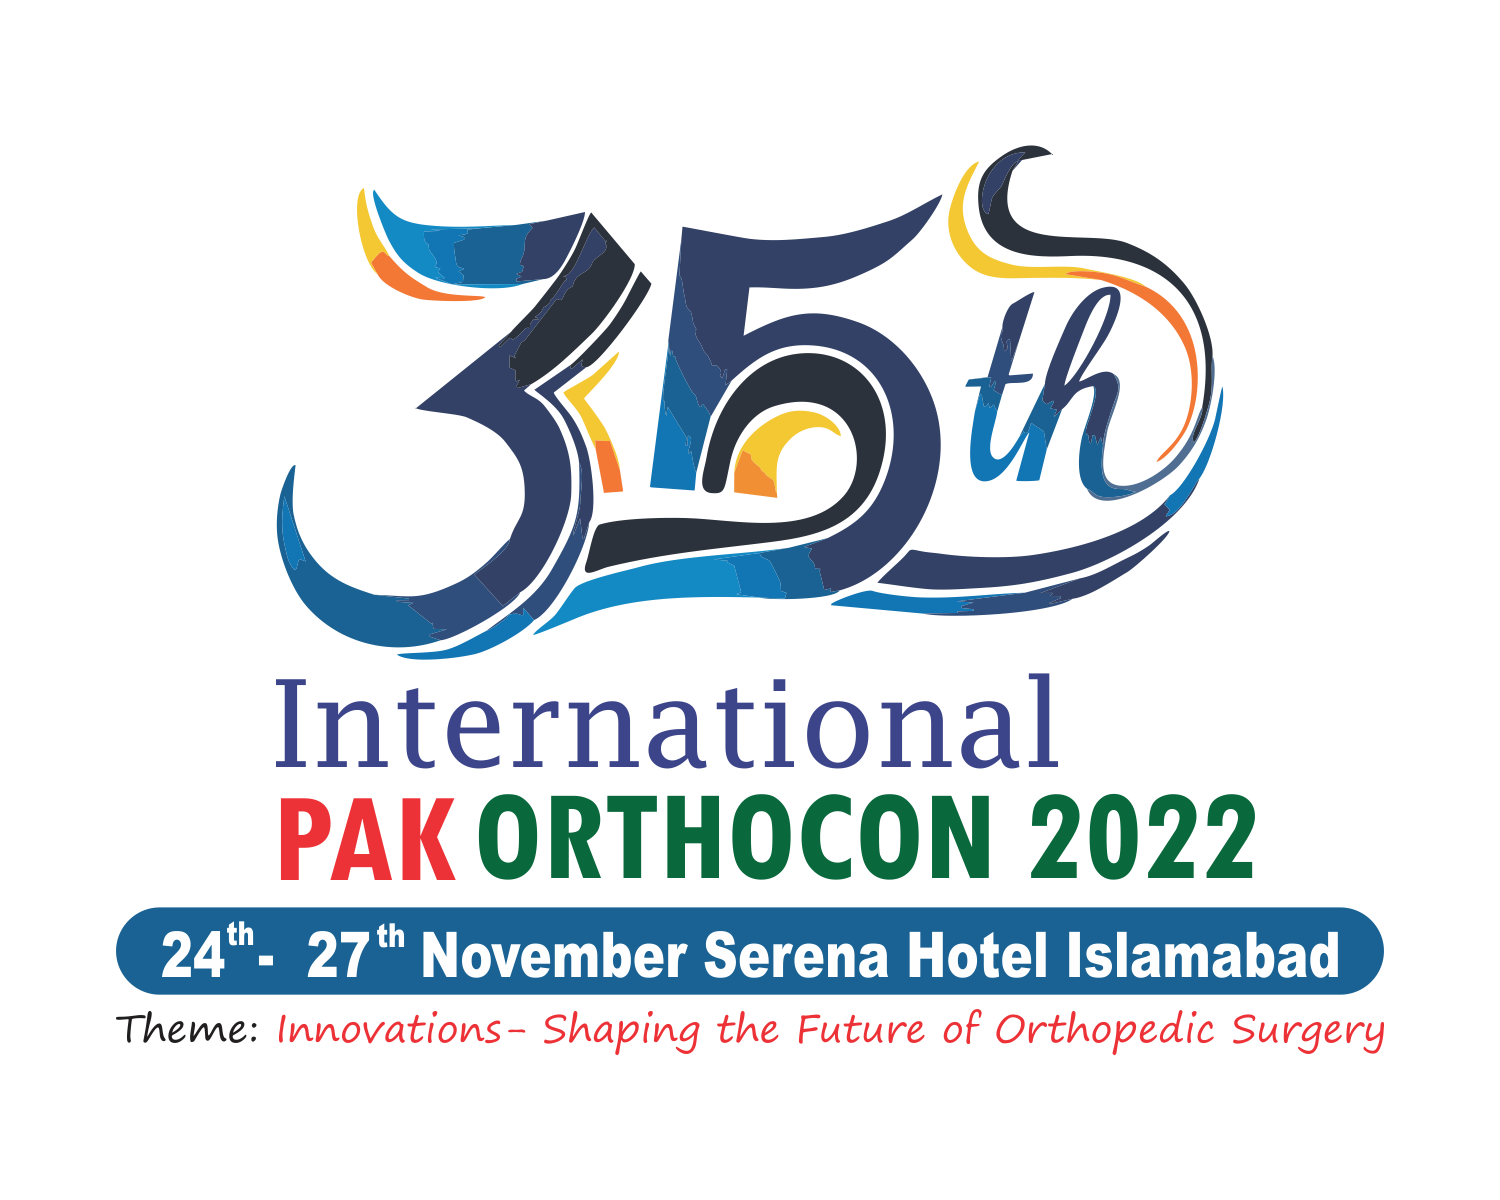 35th
International
PAK ORTHOCON 2022
24th- 27th November Serena Hotel Islamabad
Theme: Innovations- Shaping the Future of Orthopedic Surgery